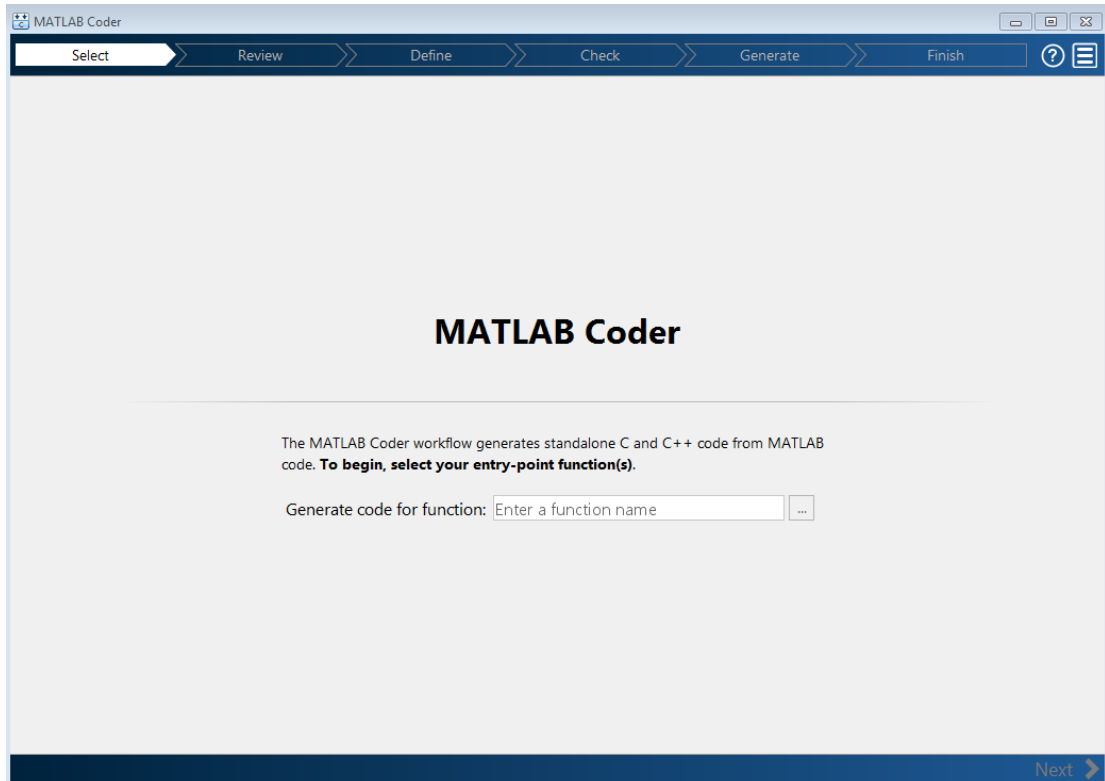 MATLAB Coder
Select Review Define Check Generate Finish
MATLAB Coder
The MATLAB Coder workflow generates standalone C and C++ code from MATLAB
code. To begin, select your entry-point function(s).
Generate code for function: Enter a function name ...
Next